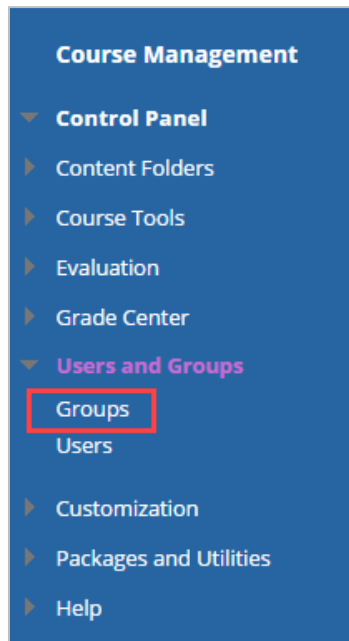 Course Management
Control Panel
Content Folders
Course Tools
Evaluation
Grade Center
Users and Groups
Groups
Users
Customization
Packages and Utilities
Help